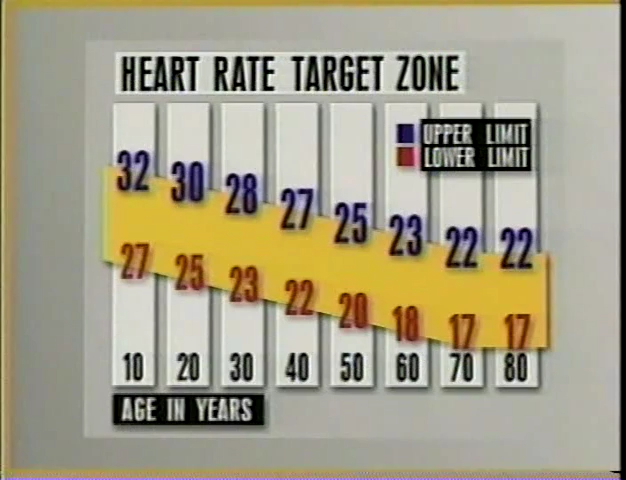 HEART RATE TARGET ZONE
UPPER LIMIT
LOWER LIMIT
32 30 28 27 25 23 22 22
27 25 23 22 20 18 17 17
10 20 30 40 50 60 70 80
AGE IN YEARS